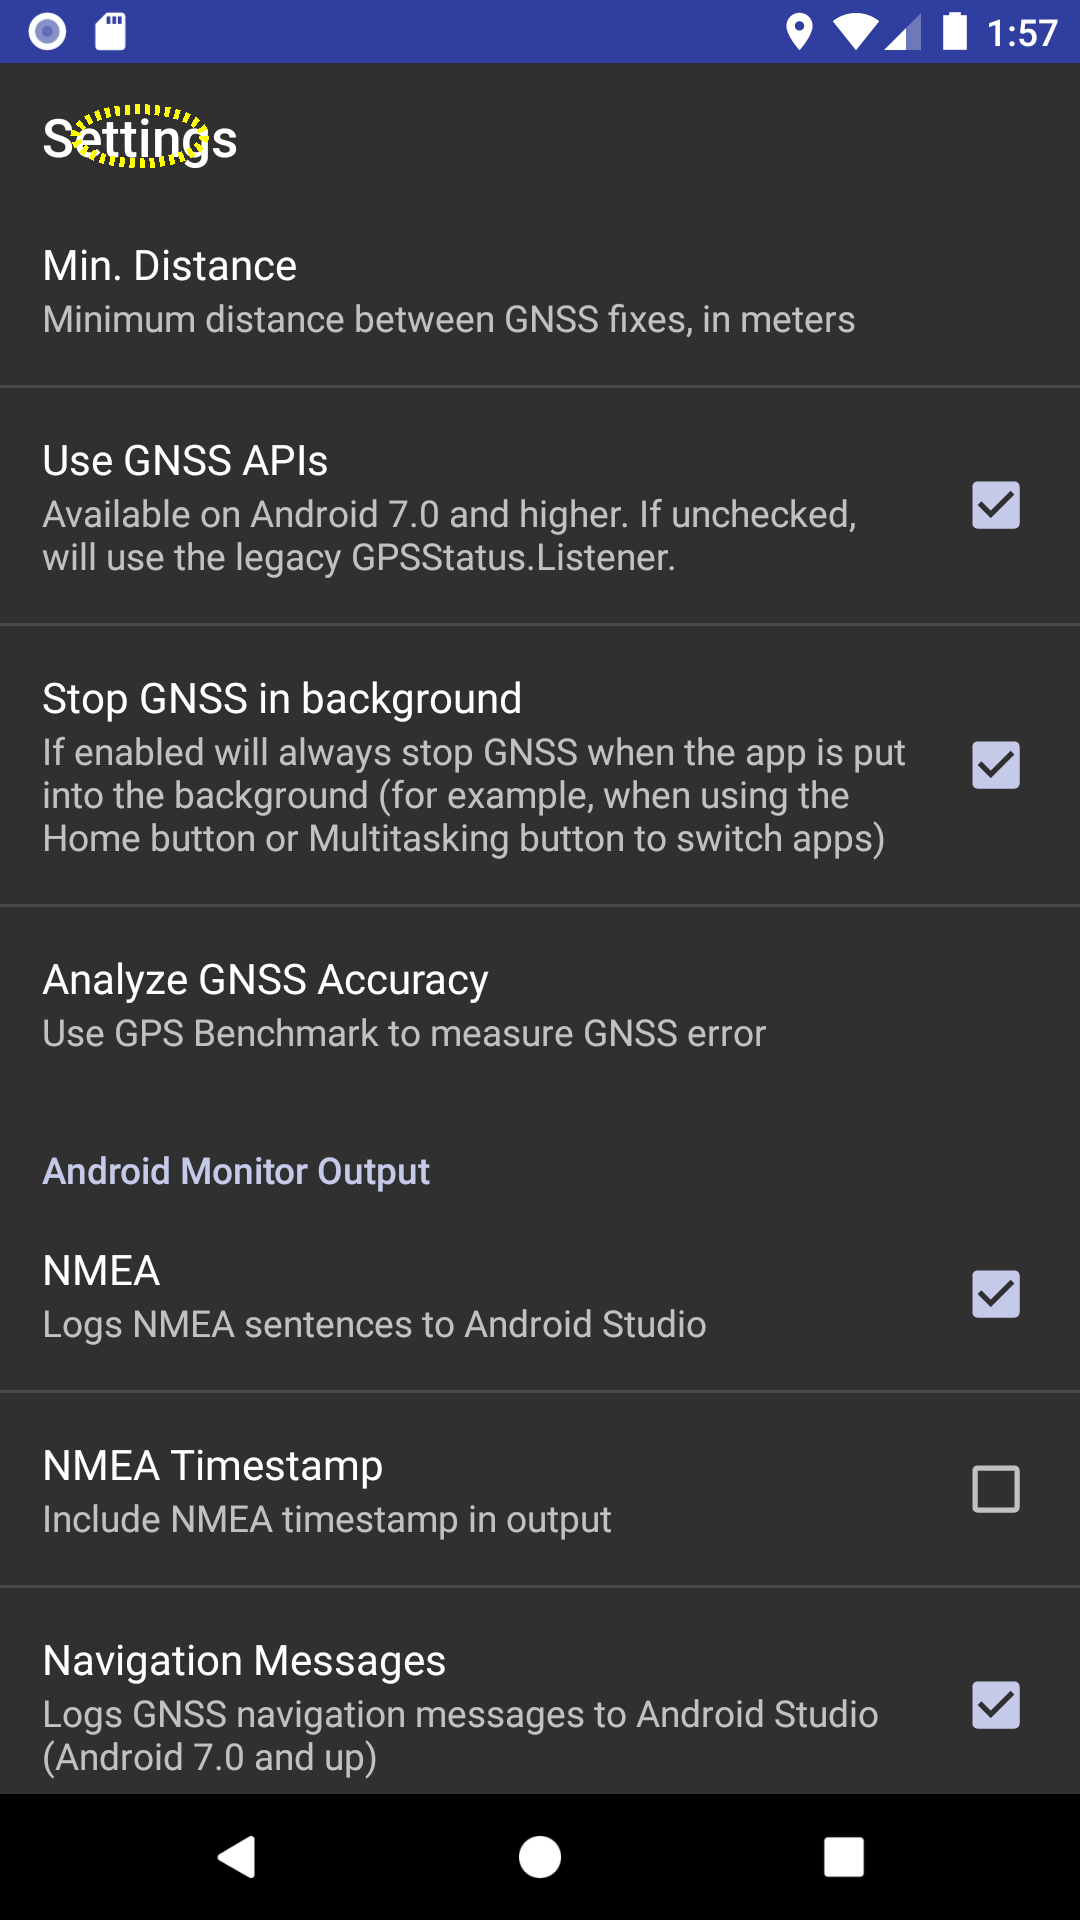 1:57
Settings
Min. Distance
Minimum distance between GNSS fixes, in meters
Use GNSS APIs
Available on Android 7.0 and higher. If unchecked,
will use the legacy GPSStatus.Listener.
Stop GNSS in background
If enabled will always stop GNSS when the app is put
into the background (for example, when using the
Home button or Multitasking button to switch apps)
Analyze GNSS Accuracy
Use GPS Benchmark to measure GNSS error
Android Monitor Output
NMEA
Logs NMEA sentences to Android Studio
NMEA Timestamp
Include NMEA timestamp in output
Navigation Messages
Logs GNSS navigation messages to Android Studio
(Android 7.0 and up)